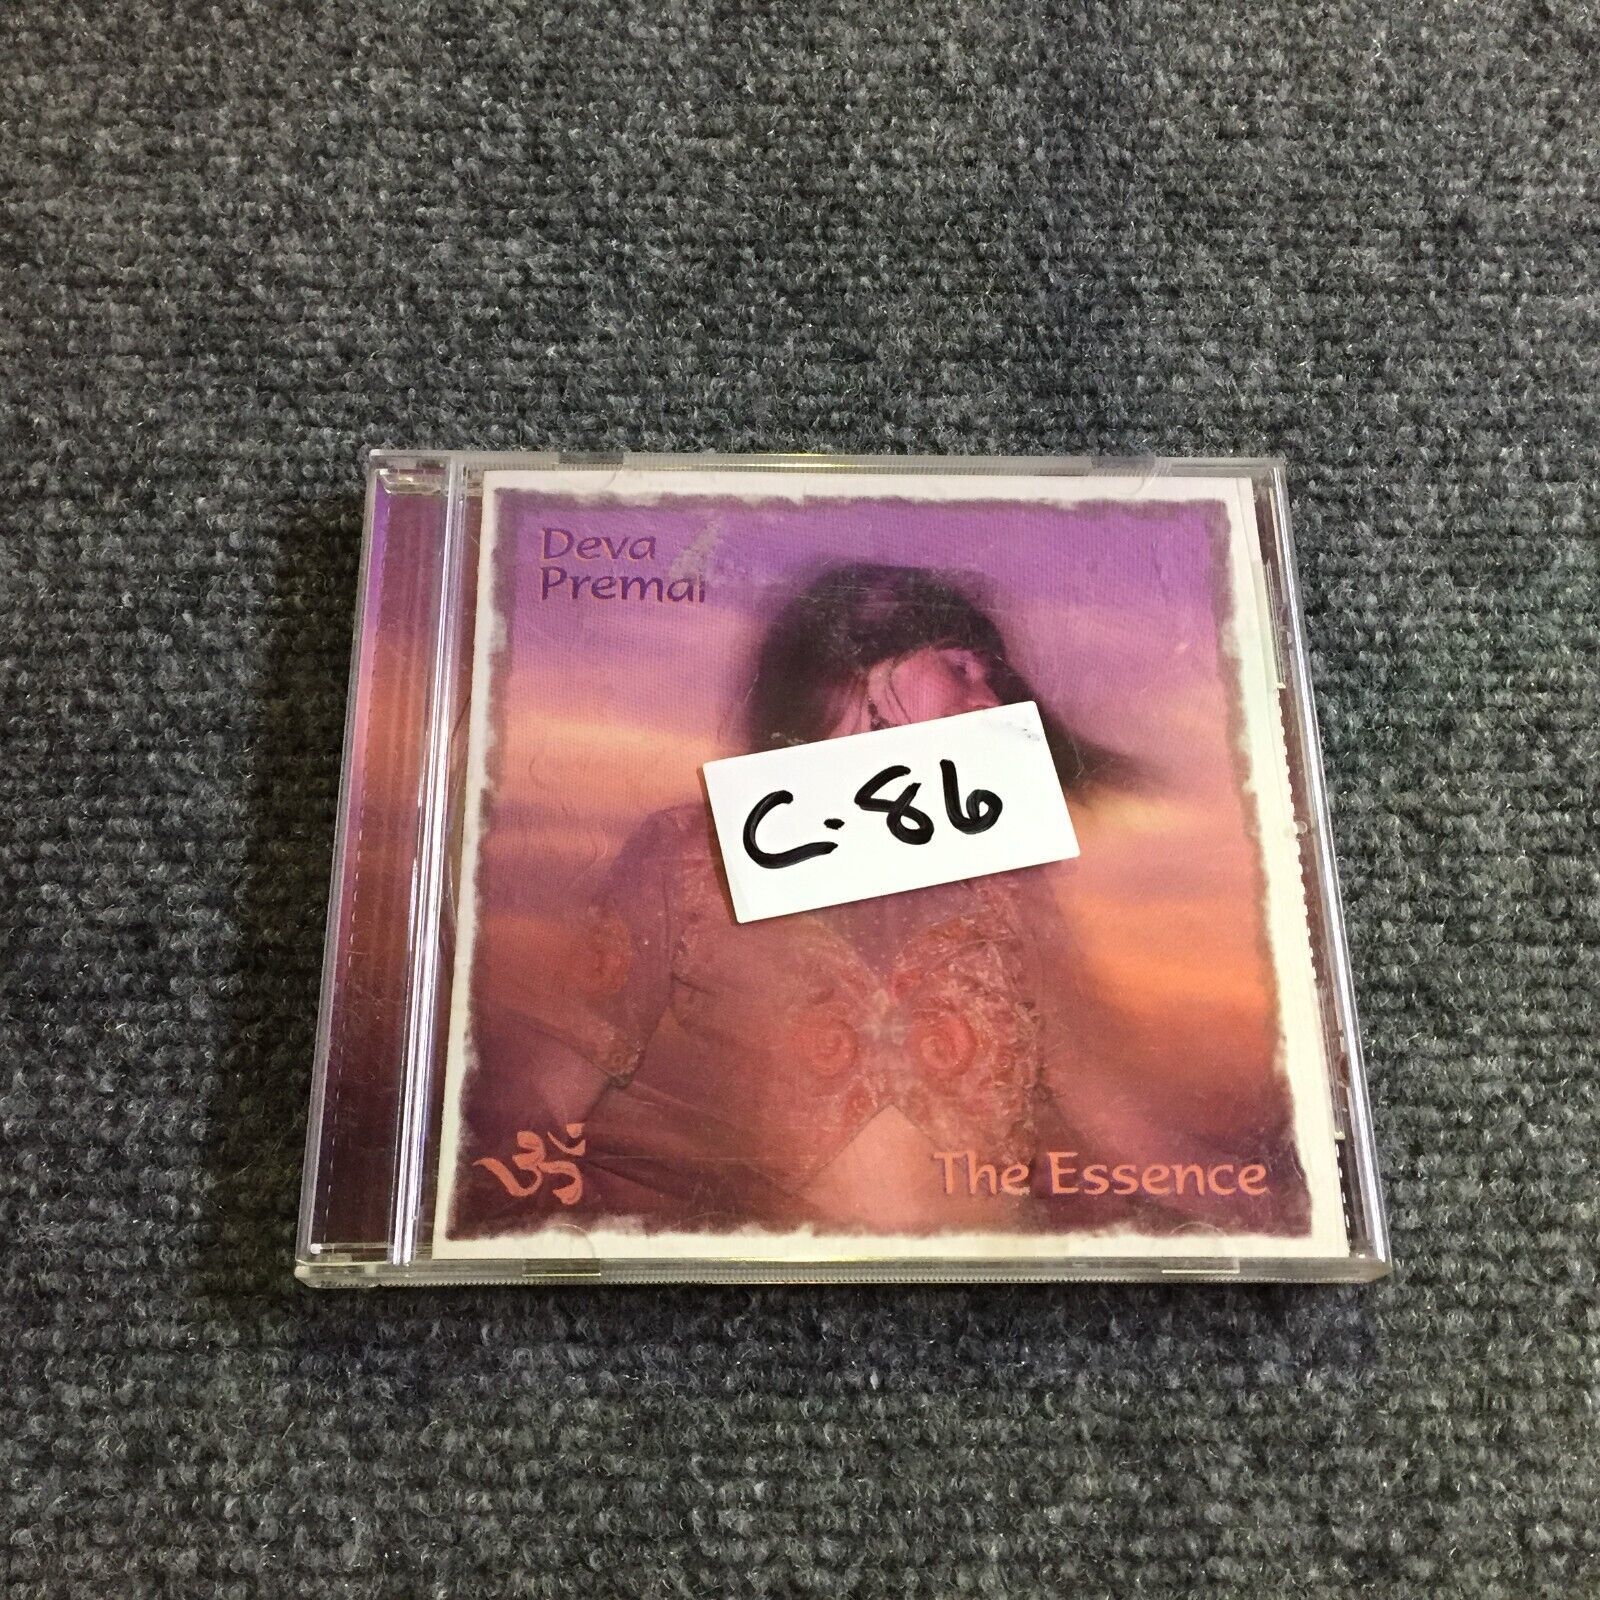 Deva
Premal
C.86
The Essence